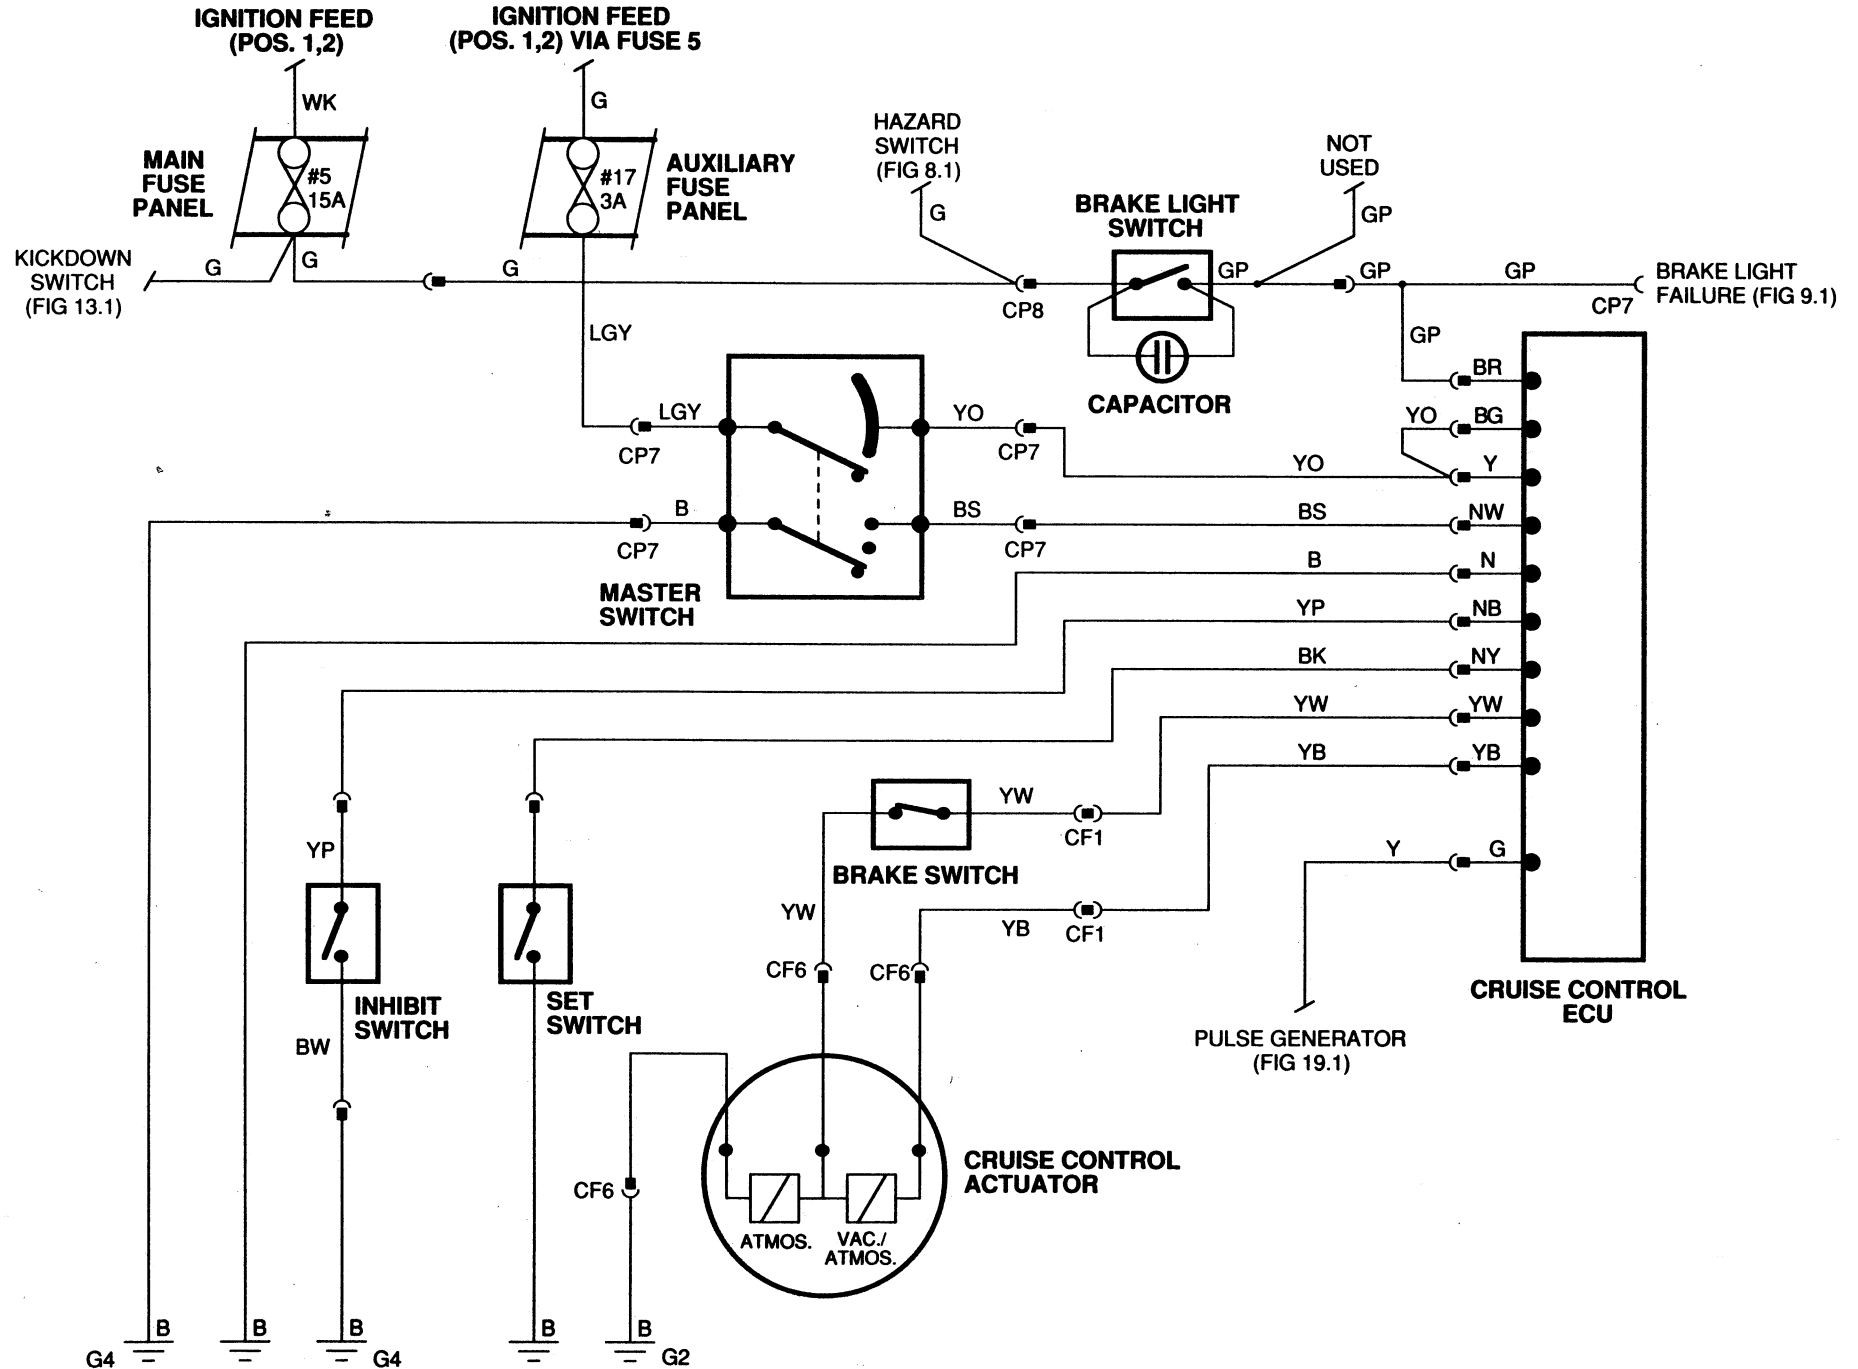 IGNITION FEED
(POS. 1,2)
IGNITION FEED
(POS. 1,2) VIA FUSE 5
WK
G
MAIN
FUSE
PANEL
#5
15A
#17
3A
AUXILIARY
FUSE
PANEL
HAZARD
SWITCH
(FIG 8.1)
G
NOT
USED
GP
BRAKE LIGHT
SWITCH
KICKDOWN
SWITCH
(FIG 13.1)
G
G
G
CP8
GP
GP
GP
CP7
BRAKE LIGHT
FAILURE (FIG 9.1)
LGY
GP
CAPACITOR
BR
LGY
CP7
YO
CP7
YO
BG
YO
Y
B
CP7
BS
CP7
BS
NW
MASTER
SWITCH
B
N
YP
NB
BK
NY
YW
YW
YB
YB
YW
CF1
BRAKE SWITCH
YP
Y
G
YW
YB
CF1
CF6
CF6
INHIBIT
SWITCH
SET
SWITCH
BW
CRUISE CONTROL
ECU
PULSE GENERATOR
(FIG 19.1)
CF6
CRUISE CONTROL
ACTUATOR
ATMOS.
VAC./
ATMOS.
B
B
B
B
B
G4
G4
G2